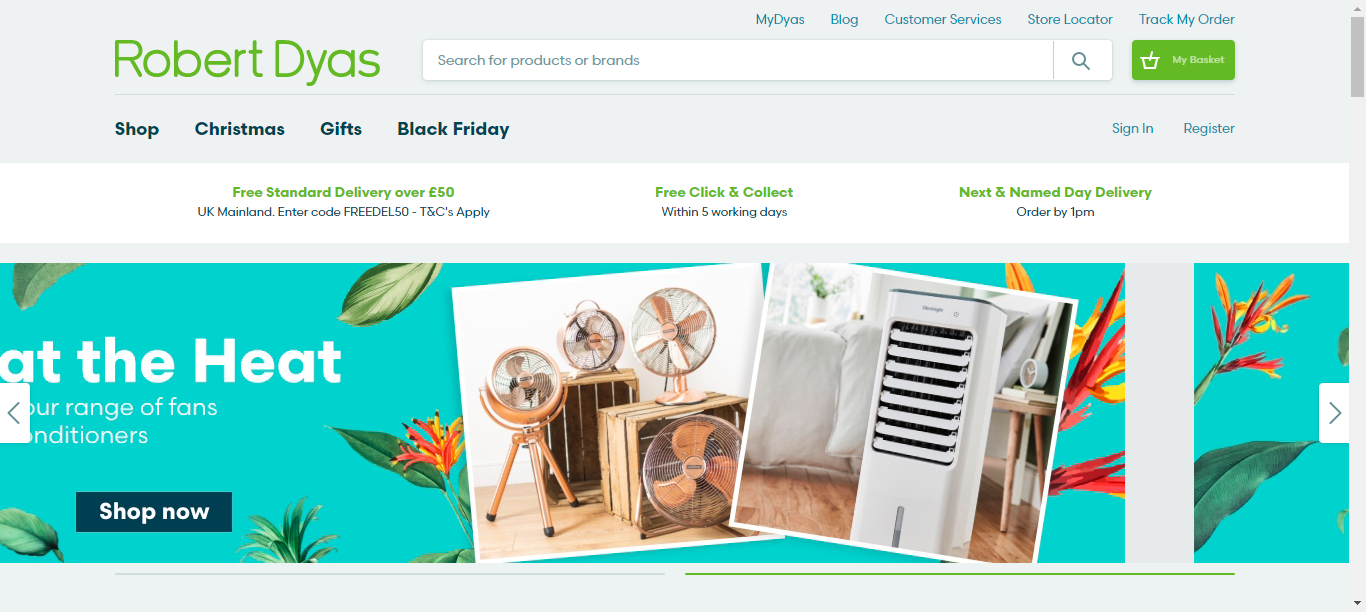 MyDyas Blog Customer Services Store Locator Track My Order
Robert Dyas
Search for products or brands
My Basket
Shop Christmas Gifts Black Friday
Sign In Register
Free Standard Delivery over £50
UK Mainland. Enter code FREEDEL50 - T&C's Apply
Free Click & Collect
Within 5 working days
Next & Named Day Delivery
Order by 1pm
at the Heat
our range of fans
onditioners
Shop now